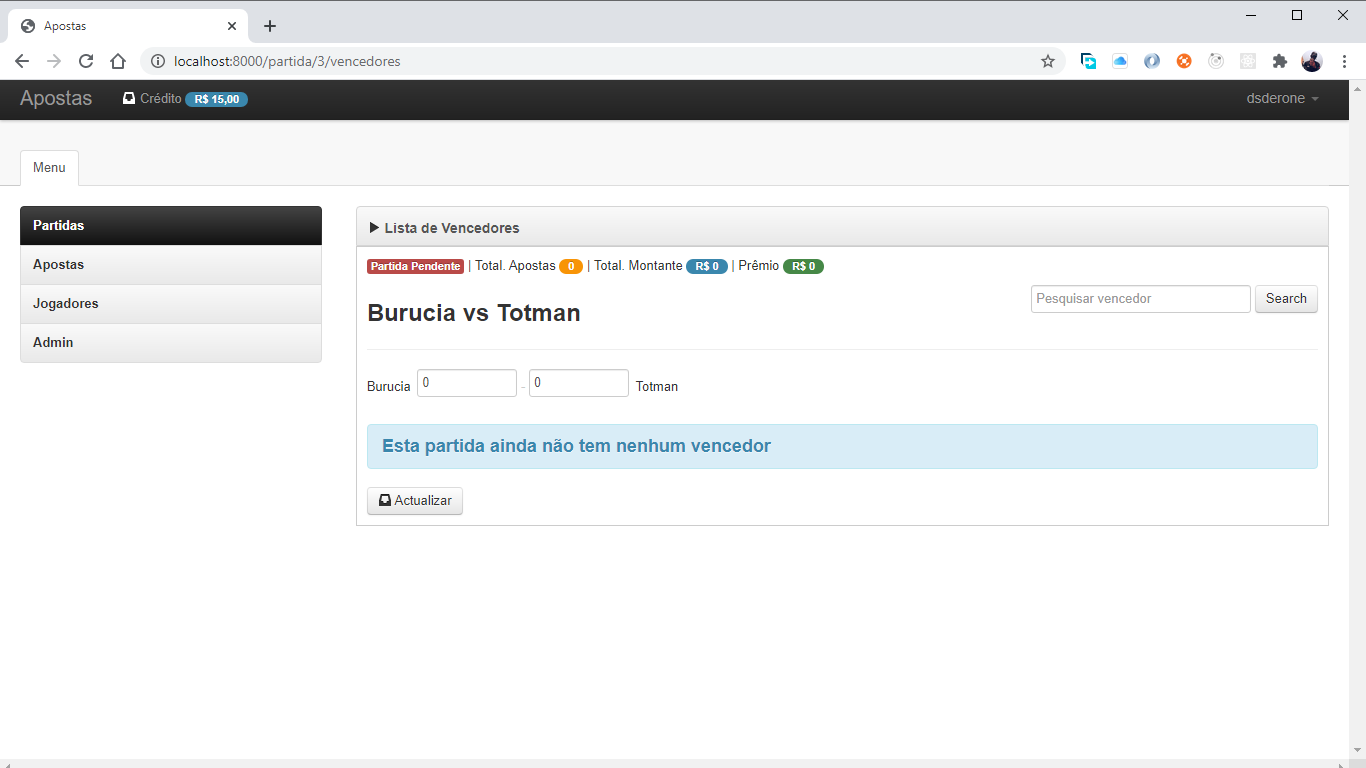 Apostas
localhost:8000/partida/3/vencedores
Apostas Crédito R$ 15,00 dsderone
Menu
Partidas
Apostas
Jogadores
Admin
Lista de Vencedores
Partida Pendente | Total. Apostas 0 | Total. Montante R$ 0 | Prêmio R$ 0
Pesquisar vencedor Search
Burucia vs Totman
Burucia 0 - 0 Totman
Esta partida ainda não tem nenhum vencedor
Actualizar